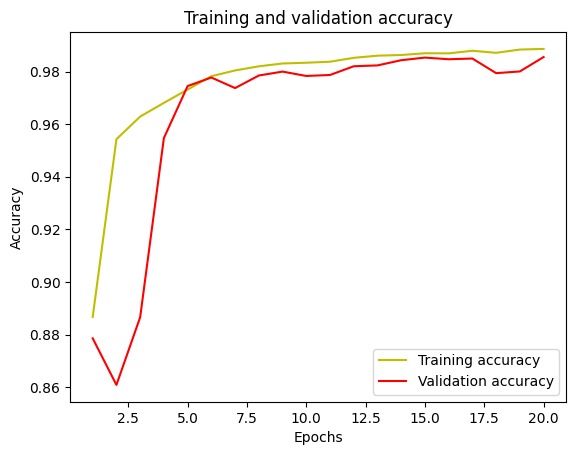 Training and validation accuracy
Accuracy
0.98
0.96
0.94
0.92
0.90
0.88
0.86
Training accuracy
Validation accuracy
2.5 5.0 7.5 10.0 12.5 15.0 17.5 20.0
Epochs